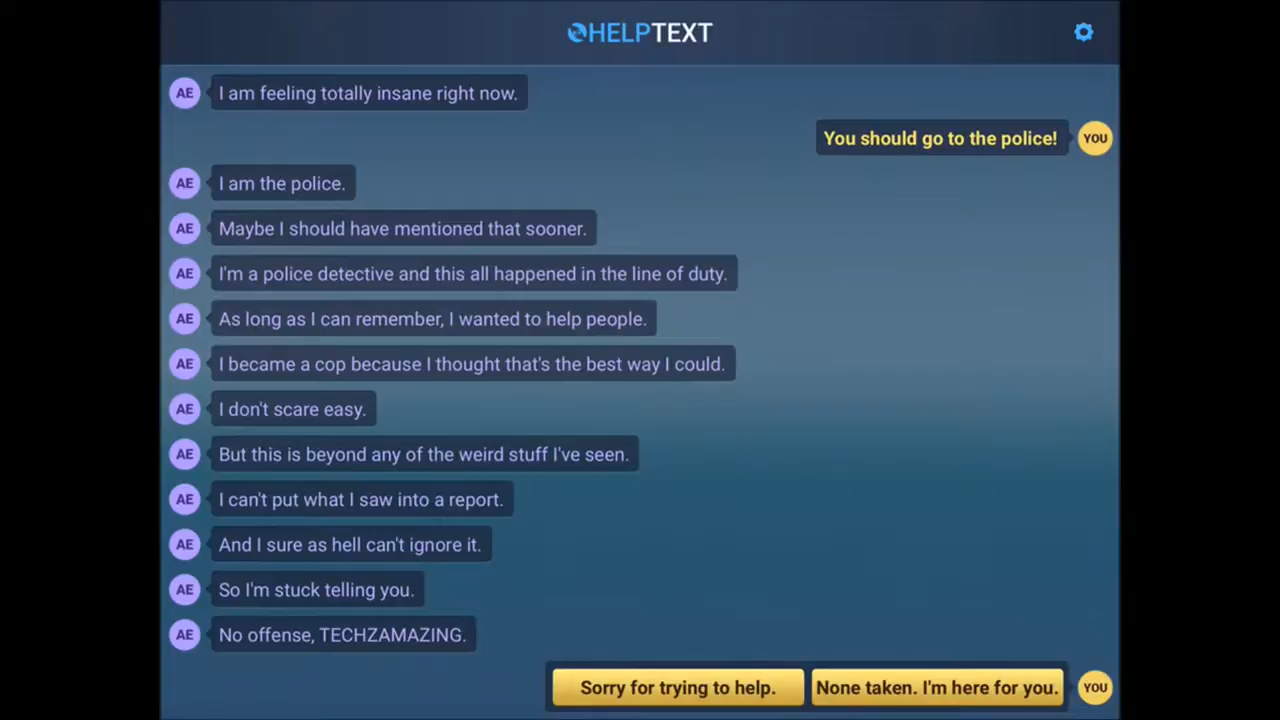 HELPTEXT
AE I am feeling totally insane right now.
You should go to the police! YOU
AE I am the police.
AE Maybe I should have mentioned that sooner.
AE I'm a police detective and this all happened in the line of duty.
AE As long as I can remember, I wanted to help people.
AE I became a cop because I thought that's the best way I could.
AE I don't scare easy.
AE But this is beyond any of the weird stuff I've seen.
AE I can't put what I saw into a report.
AE And I sure as hell can't ignore it.
AE So I'm stuck telling you.
AE No offense, TECHZAMAZING.
Sorry for trying to help. None taken. I'm here for you. YOU